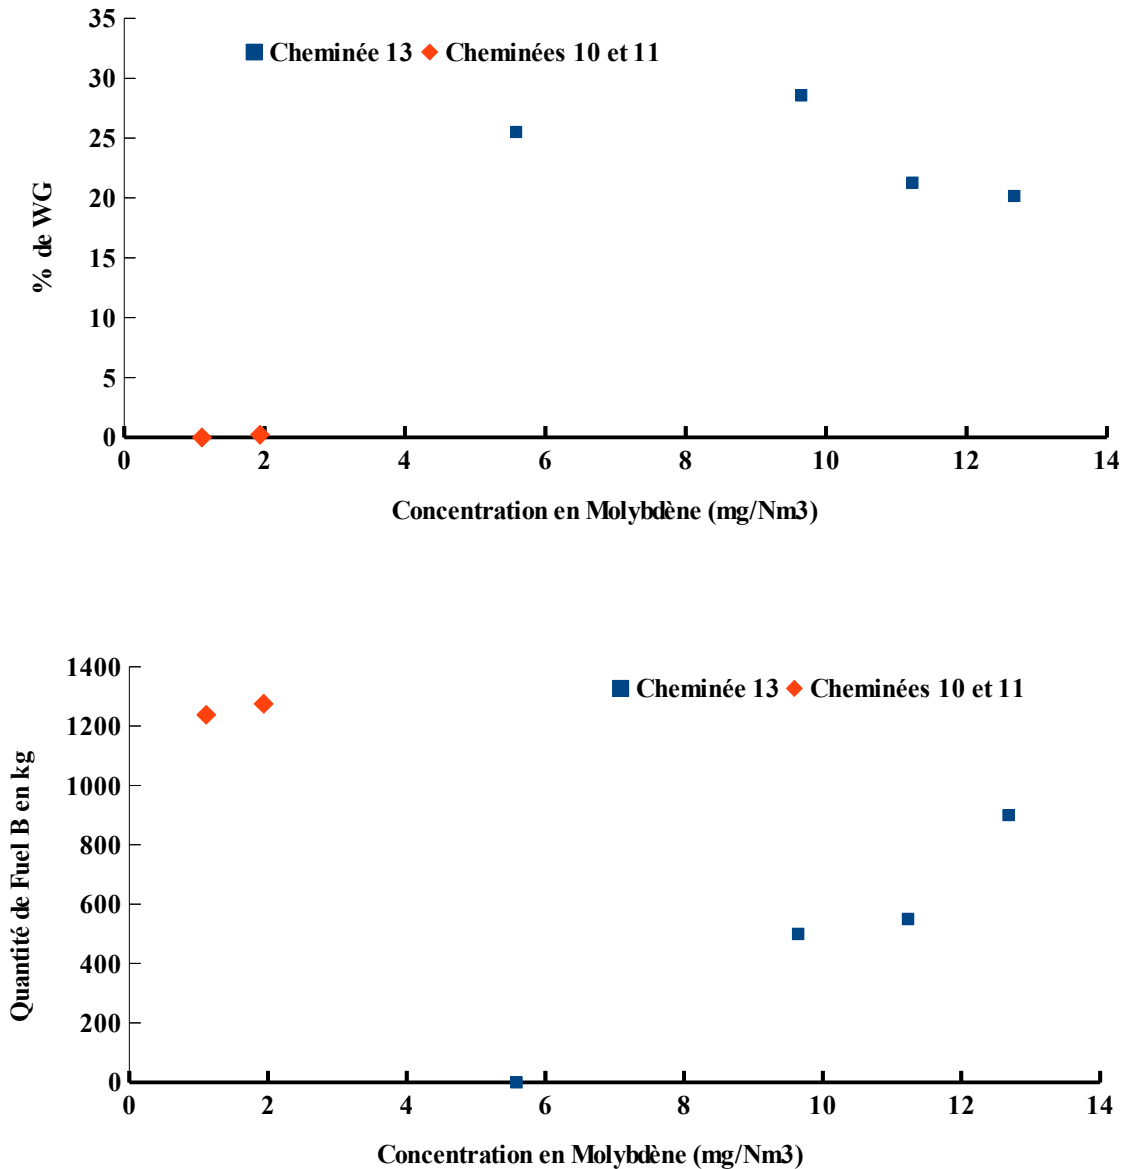 35
Cheminée 13 Cheminées 10 et 11
30
25
20
% de WG
15
10
5
0
0 2 4 6 8 10 12 14
Concentration en Molybdène (mg/Nm3)
1400
Cheminée 13 Cheminées 10 et 11
1200
1000
800
Quantité de Fuel B en kg
600
400
200
0
0 2 4 6 8 10 12 14
Concentration en Molybdène (mg/Nm3)